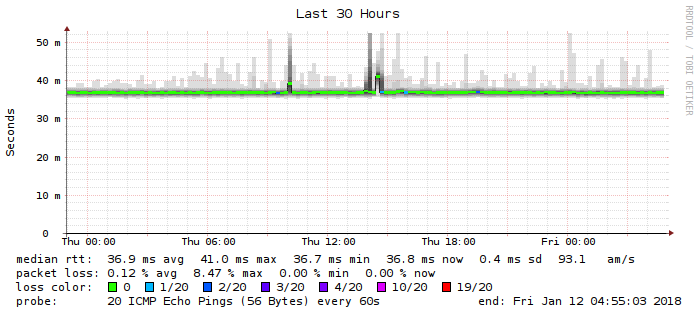 Last 30 Hours
RRDTOOL / TOBI OETIKER
Seconds
50 m
40 m
30 m
20 m
10 m
0
Thu 00:00 Thu 06:00 Thu 12:00 Thu 18:00 Fri 00:00
median rtt: 36.9 ms avg 41.0 ms max 36.7 ms min 36.8 ms now 0.4 ms sd 93.1 am/s
packet loss: 0.12 % avg 8.47 % max 0.00 % min 0.00 % now
loss color: 0 1/20 2/20 3/20 4/20 10/20 19/20
probe: 20 ICMP Echo Pings (56 Bytes) every 60s end: Fri Jan 12 04:55:03 2018